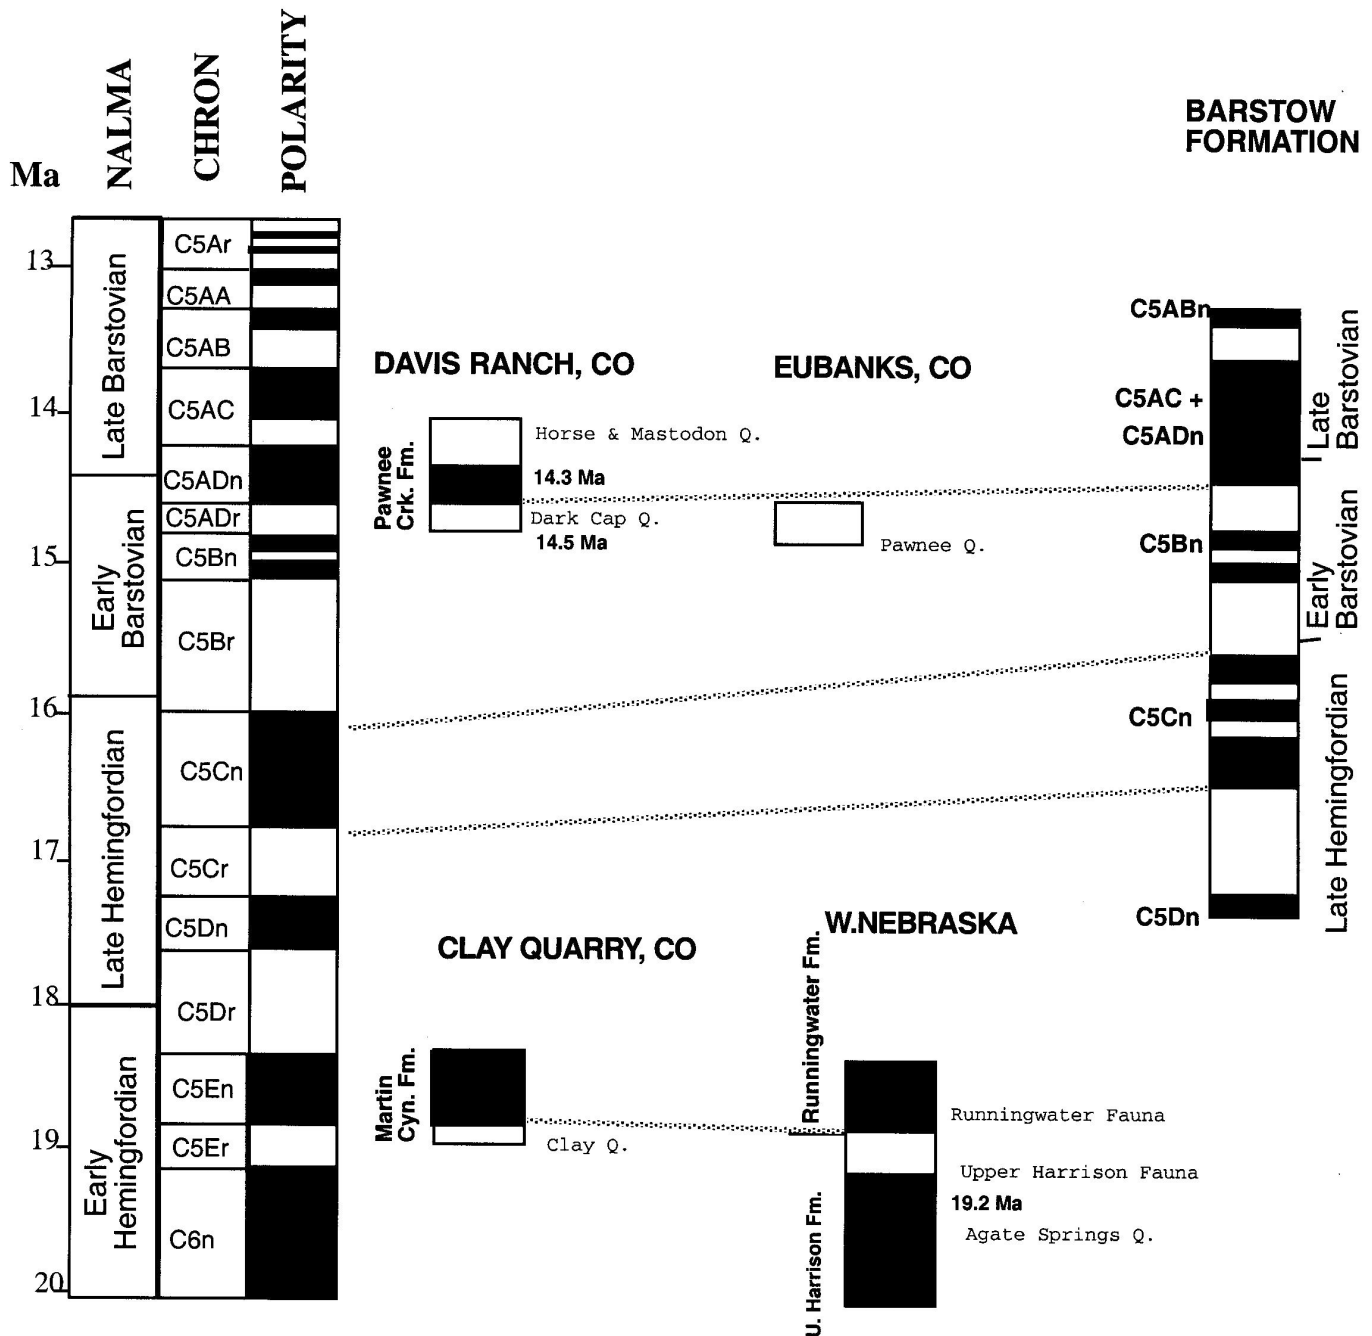 Ma
NALMA
CHRON
POLARITY
13
14
15
16
17
18
19
20
Late Barstovian
Early
Barstovian
Late Hemingfordian
Early
Hemingfordian
C5Ar
C5AA
C5AB
C5AC
C5ADn
C5ADr
C5Bn
C5Br
C5Cn
C5Cr
C5Dn
C5Dr
C5En
C5Er
C6n
DAVIS RANCH, CO
Pawnee
Crk. Fm.
Horse & Mastodon Q.
14.3 Ma
Dark Cap Q.
14.5 Ma
EUBANKS, CO
Pawnee Q.
CLAY QUARRY, CO
Martin
Cyn. Fm.
Clay Q.
W.NEBRASKA
Runningwater Fm.
U. Harrison Fm.
Runningwater Fauna
Upper Harrison Fauna
19.2 Ma
Agate Springs Q.
BARSTOW
FORMATION
C5ABn
C5AC +
C5ADn
C5Bn
C5Cn
C5Dn
Late
Barstovian
Early
Barstovian
Late Hemingfordian